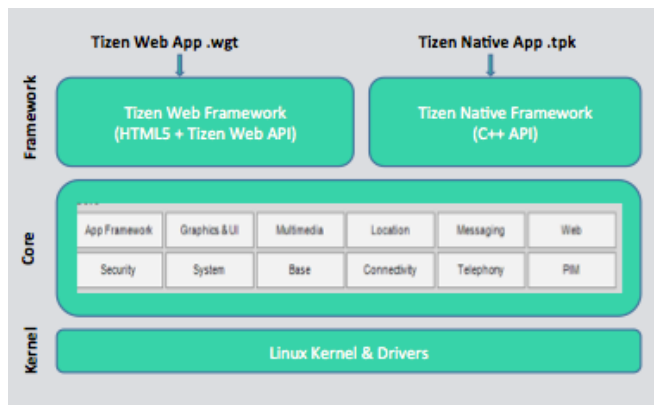 Tizen Web App .wgt
Tizen Native App .tpk
Framework
Tizen Web Framework
(HTML5 + Tizen Web API)
Tizen Native Framework
(C++ API)
Core
App Framework
Graphics & UI
Multimedia
Location
Messaging
Web
Security
System
Base
Connectivity
Telephony
PIM
Kernel
Linux Kernel & Drivers